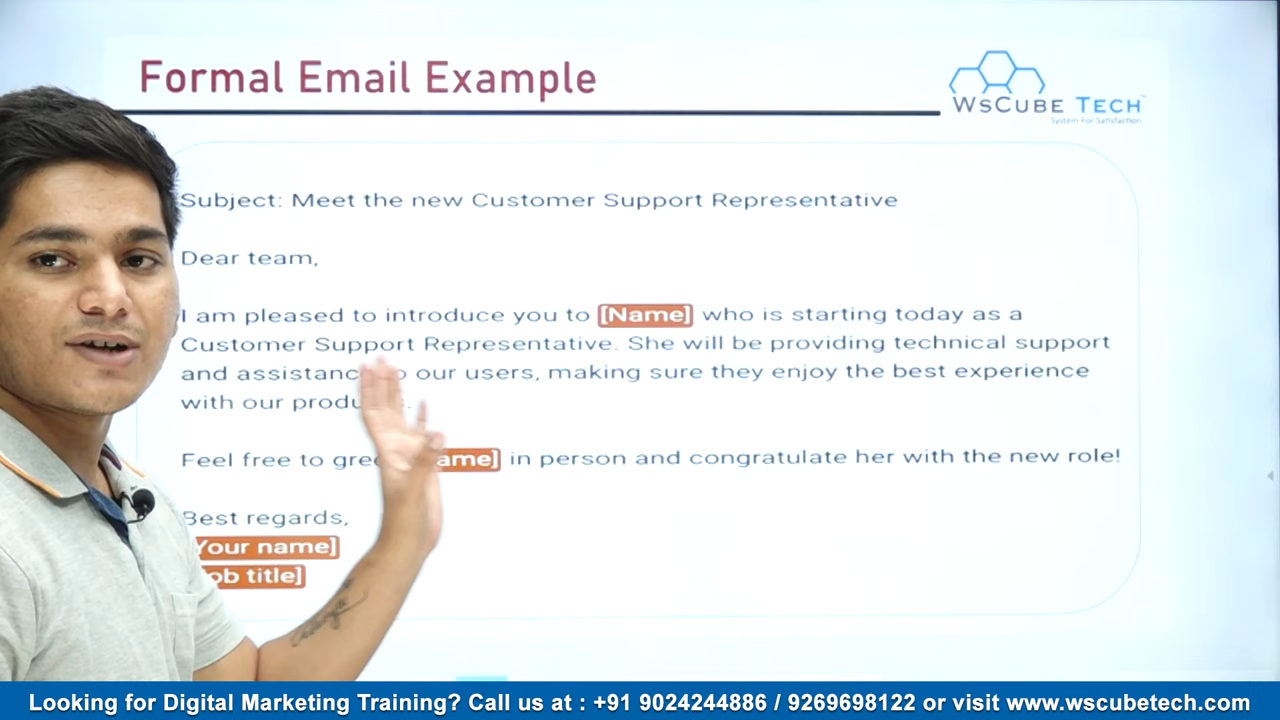 Formal Email Example
WsCube Tech
System For Satisfaction
Subject: Meet the new Customer Support Representative
Dear team,
I am pleased to introduce you to [Name] who is starting today as a
Customer Support Representative. She will be providing technical support
and assistanc our users, making sure they enjoy the best experience
with our produ
Feel free to gre ame] in person and congratulate her with the new role!
Best regards,
Your name]
ob title]
Looking for Digital Marketing Training? Call us at : +91 9024244886 / 9269698122 or visit www.wscubetech.com